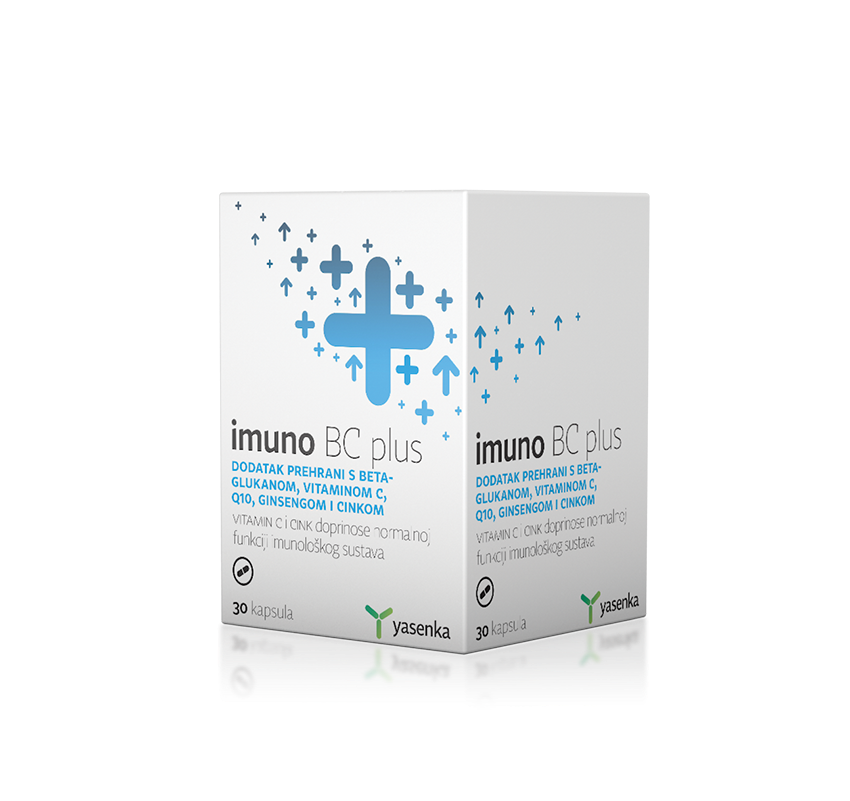 imuno BC plus
DODATAK PREHRANI S BETA-
GLUKANOM, VITAMINOM C,
Q10, GINSENGOM I CINKOM
VITAMIN C i CINK doprinose normalnoj
funkciji imunološkog sustava
30 kapsula
yasenka
imuno BC plus
DODATAK PREHRANI S BETA-
GLUKANOM, VITAMINOM C,
Q10, GINSENGOM I CINKOM
VITAMIN C i CINK doprinose normalnoj
funkciji imunološkog sustava
30 kapsula
yasenka